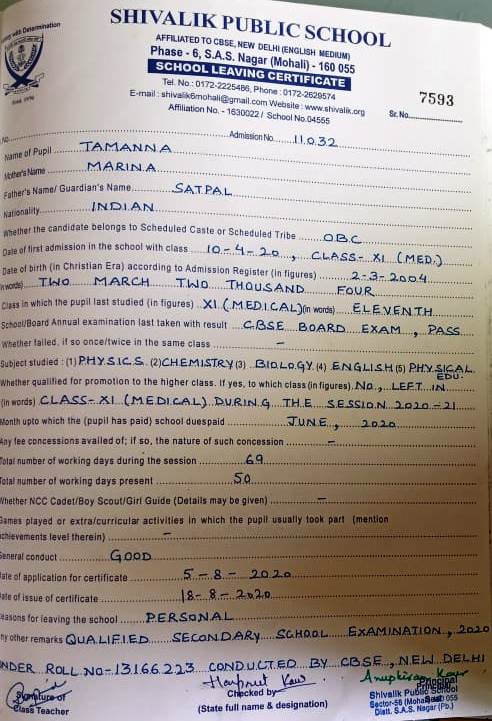 SHIVALIK PUBLIC SCHOOL
AFFILIATED TO CBSE, NEW DELHI (ENGLISH MEDIUM)
Phase - 6, S.A.S. Nagar (Mohali) - 160 055
SCHOOL LEAVING CERTIFICATE
Tel. No.: 0172-2225486, Phone : 0172-2629574
E-mail : shivalik6mohali@gmail.com Website : www.shivalik.org
Affiliation No. - 1630022 / School No.04555
Sr. No. 7593
No. Admission No. 11032
Name of Pupil TAMANNA
Mother's Name MARINA
Father's Name/ Guardian's Name SATPAL
Nationality INDIAN
Whether the candidate belongs to Scheduled Caste or Scheduled Tribe OBC
Date of first admission in the school with class 10-4-20, CLASS-XI (MED.)
Date of birth (in Christian Era) according to Admission Register (in figures) 2-3-2004
(in words) TWO MARCH TWO THOUSAND FOUR
Class in which the pupil last studied (in figures) XI (MEDICAL) (in words) ELEVENTH
School/Board Annual examination last taken with result CBSE BOARD EXAM, PASS
Whether failed, if so once/twice in the same class -
Subject studied : (1) PHYSICS (2) CHEMISTRY (3) BIOLOGY (4) ENGLISH (5) PHYSICAL EDU.
Whether qualified for promotion to the higher class. If yes, to which class (in figures) NO, LEFT IN
(in words) CLASS-XI (MEDICAL) DURING THE SESSION 2020-21
Month upto which the (pupil has paid) school dues paid JUNE, 2020
Any fee concessions availed of; if so, the nature of such concession -
Total number of working days during the session 69
Total number of working days present 50
Whether NCC Cadet/Boy Scout/Girl Guide (Details may be given) -
Games played or extra/curricular activities in which the pupil usually took part (mention
achievements level therein) -
General conduct GOOD
Date of application for certificate 5-8-2020
Date of issue of certificate 18-8-2020
Reasons for leaving the school PERSONAL
Any other remarks QUALIFIED SECONDARY SCHOOL EXAMINATION, 2020
UNDER ROLL NO-13166223 CONDUCTED BY CBSE, NEW DELHI
Signature of
Class Teacher
Harpreet Kaur
Checked by
(State full name & designation)
Anupkiran Kaur
Principal
Shivalik Public School
Distt. S.A.S. Nagar (Pb.)